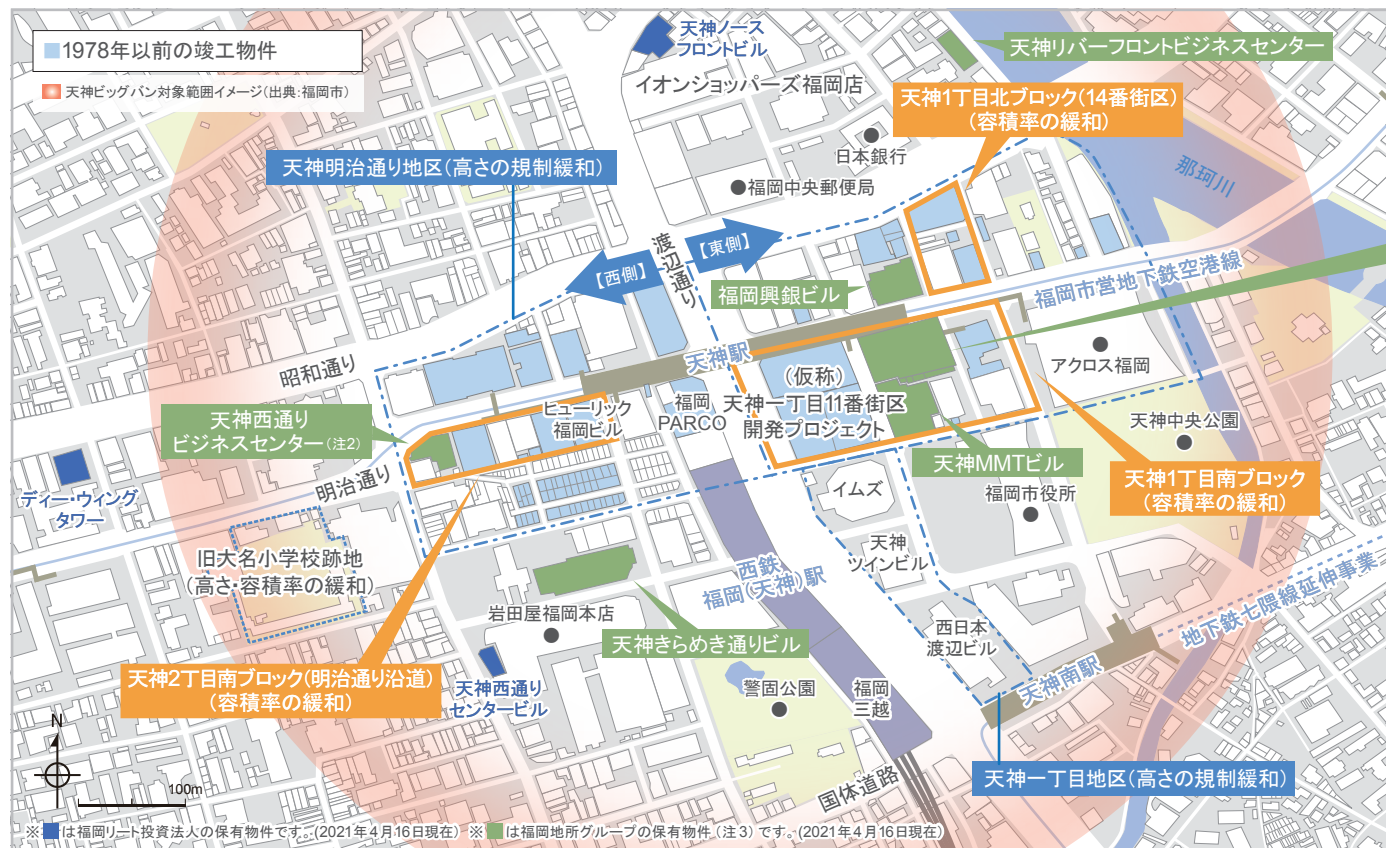 1978年以前の竣工物件
天神ビッグバン対象範囲イメージ(出典:福岡市)
天神ノース
フロントビル
イオンショッパーズ福岡店
天神リバーフロントビジネスセンター
天神1丁目北ブロック(14番街区)
(容積率の緩和)
日本銀行
福岡中央郵便局
天神明治通り地区(高さの規制緩和)
那珂川
渡辺通り
【西側】
【東側】
福岡興銀ビル
福岡市営地下鉄空港線
昭和通り
天神駅
アクロス福岡
(仮称)
天神一丁目11番街区
開発プロジェクト
福岡
PARCO
ヒューリック
福岡ビル
天神西通り
ビジネスセンター(注2)
天神中央公園
明治通り
天神MMTビル
天神1丁目南ブロック
(容積率の緩和)
ディー・ウイング
タワー
イムズ
福岡市役所
旧大名小学校跡地
(高さ・容積率の緩和)
天神
ツインビル
西鉄
福岡(天神)駅
地下鉄七隈線延伸事業
岩田屋福岡本店
天神きらめき通りビル
西日本
渡辺ビル
天神2丁目南ブロック(明治通り沿道)
(容積率の緩和)
天神西通り
センタービル
警固公園
福岡
三越
天神南駅
N
100m
国体道路
天神一丁目地区(高さの規制緩和)
※■は福岡リート投資法人の保有物件です。(2021年4月16日現在) ※■は福岡地所グループの保有物件(注3)です。(2021年4月16日現在)